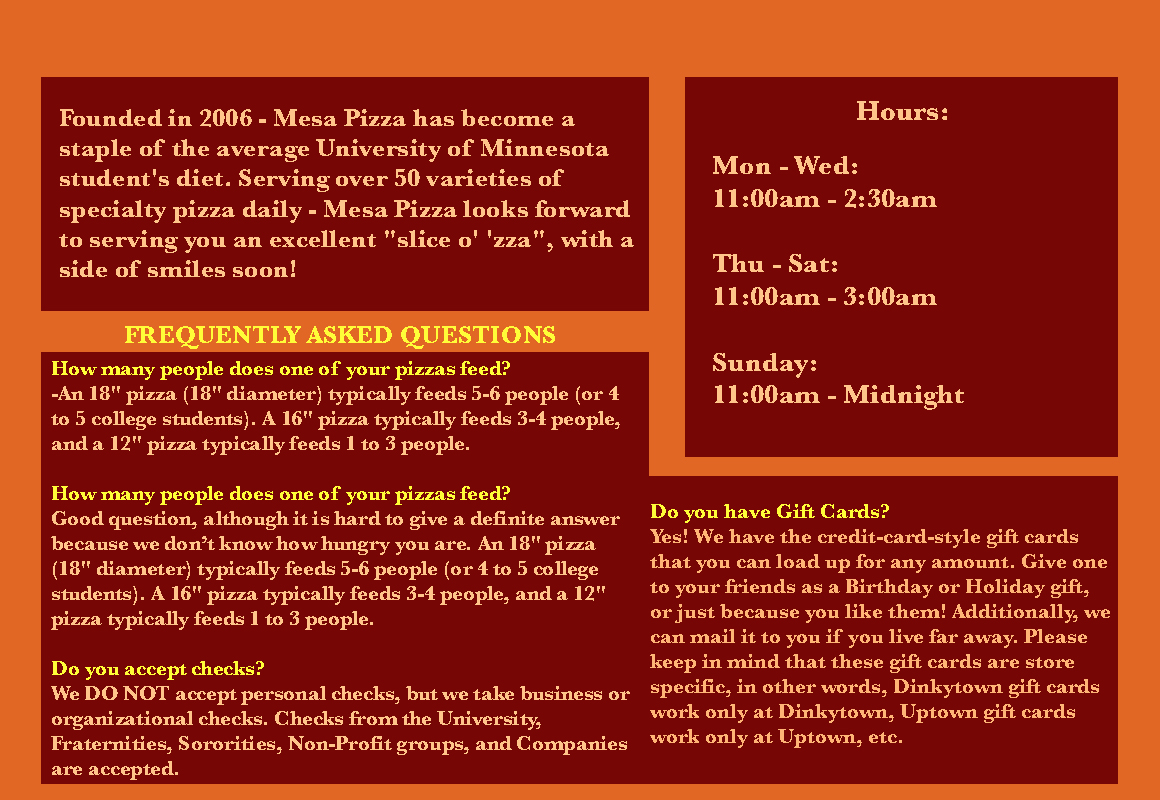 Founded in 2006 - Mesa Pizza has become a
staple of the average University of Minnesota
student's diet. Serving over 50 varieties of
specialty pizza daily - Mesa Pizza looks forward
to serving you an excellent "slice o' 'zza", with a
side of smiles soon!
Hours:
Mon - Wed:
11:00am - 2:30am
Thu - Sat:
11:00am - 3:00am
Sunday:
11:00am - Midnight
FREQUENTLY ASKED QUESTIONS
How many people does one of your pizzas feed?
-An 18" pizza (18" diameter) typically feeds 5-6 people (or 4
to 5 college students). A 16" pizza typically feeds 3-4 people,
and a 12" pizza typically feeds 1 to 3 people.
How many people does one of your pizzas feed?
Good question, although it is hard to give a definite answer
because we don’t know how hungry you are. An 18" pizza
(18" diameter) typically feeds 5-6 people (or 4 to 5 college
students). A 16" pizza typically feeds 3-4 people, and a 12"
pizza typically feeds 1 to 3 people.
Do you accept checks?
We DO NOT accept personal checks, but we take business or
organizational checks. Checks from the University,
Fraternities, Sororities, Non-Profit groups, and Companies
are accepted.
Do you have Gift Cards?
Yes! We have the credit-card-style gift cards
that you can load up for any amount. Give one
to your friends as a Birthday or Holiday gift,
or just because you like them! Additionally, we
can mail it to you if you live far away. Please
keep in mind that these gift cards are store
specific, in other words, Dinkytown gift cards
work only at Dinkytown, Uptown gift cards
work only at Uptown, etc.